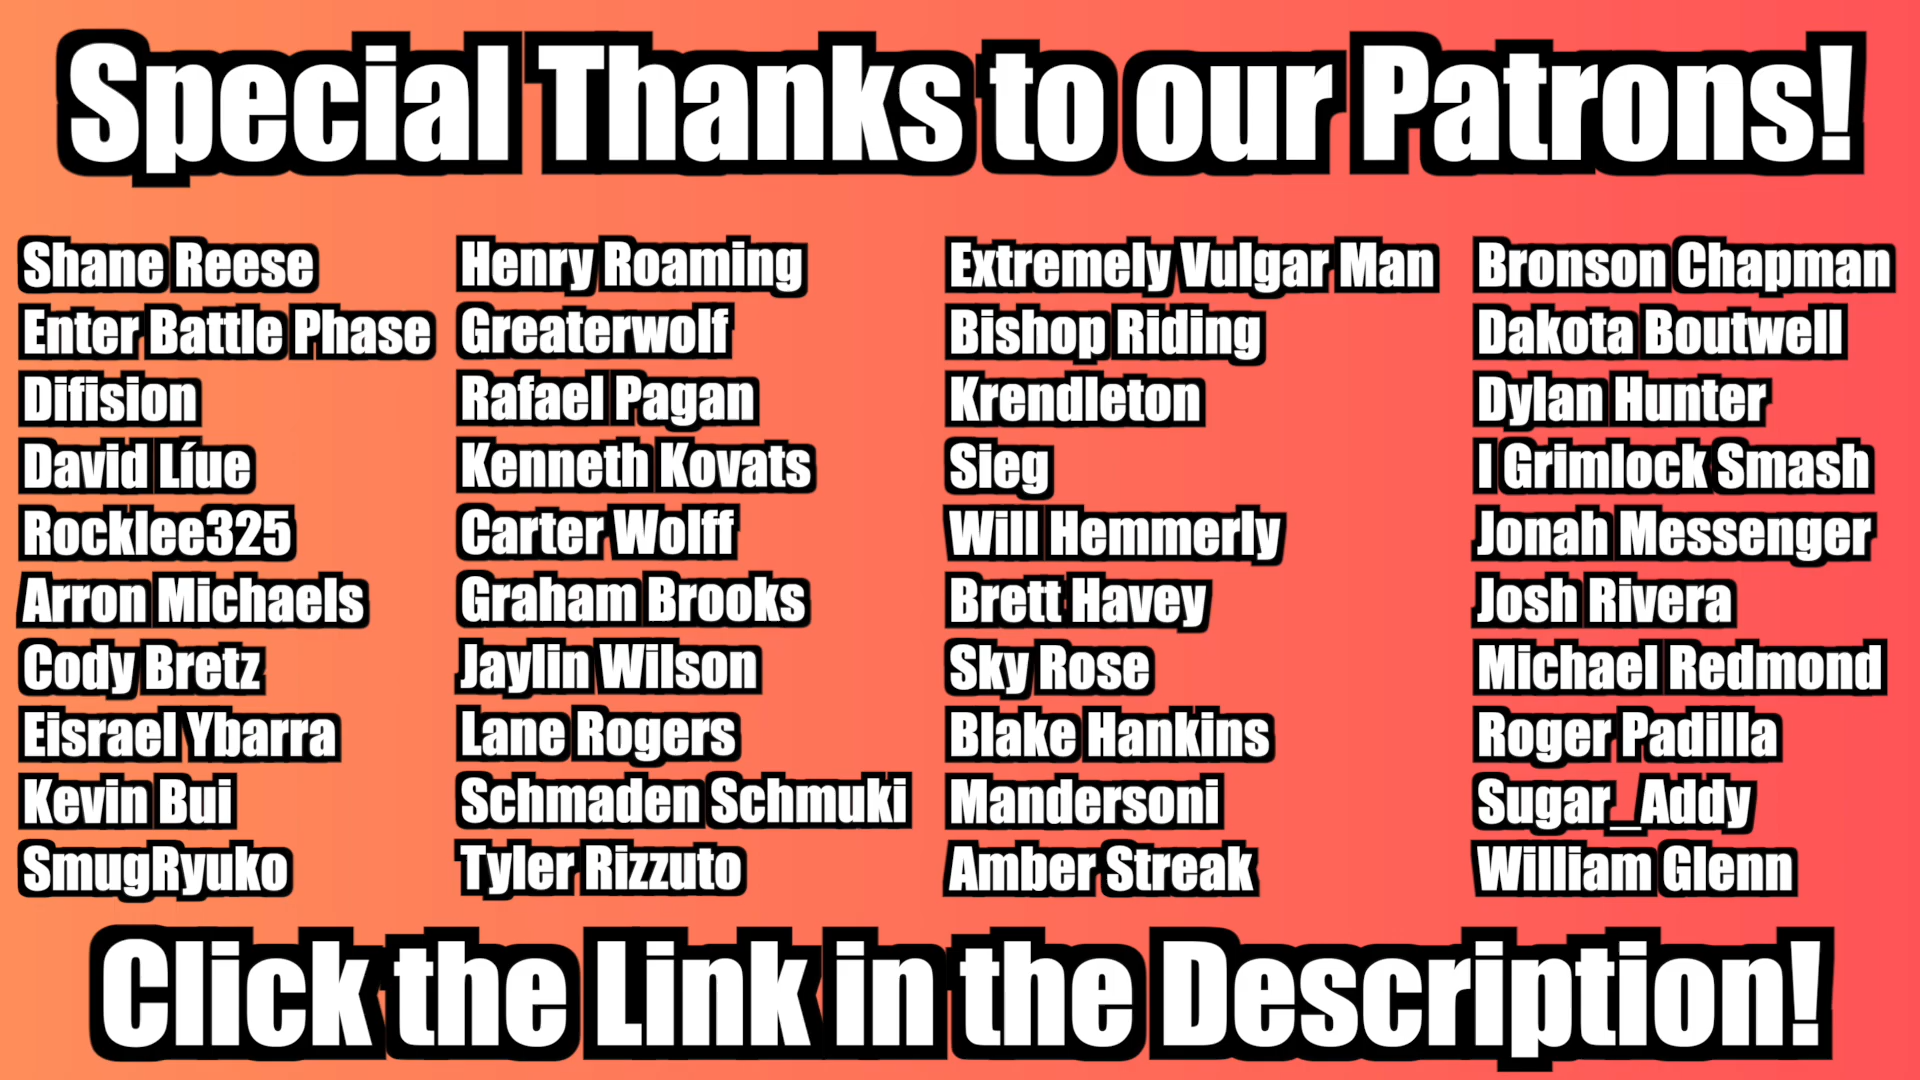 Special Thanks to our Patrons!
Shane Reese
Enter Battle Phase
Difision
David Líue
Rocklee325
Arron Michaels
Cody Bretz
Eisrael Ybarra
Kevin Bui
SmugRyuko
Henry Roaming
Greaterwolf
Rafael Pagan
Kenneth Kovats
Carter Wolff
Graham Brooks
Jaylin Wilson
Lane Rogers
Schmaden Schmuki
Tyler Rizzuto
Extremely Vulgar Man
Bishop Riding
Krendleton
Sieg
Will Hemmerly
Brett Havey
Sky Rose
Blake Hankins
Mandersoni
Amber Streak
Bronson Chapman
Dakota Boutwell
Dylan Hunter
I Grimlock Smash
Jonah Messenger
Josh Rivera
Michael Redmond
Roger Padilla
Sugar_Addy
William Glenn
Click the Link in the Description!